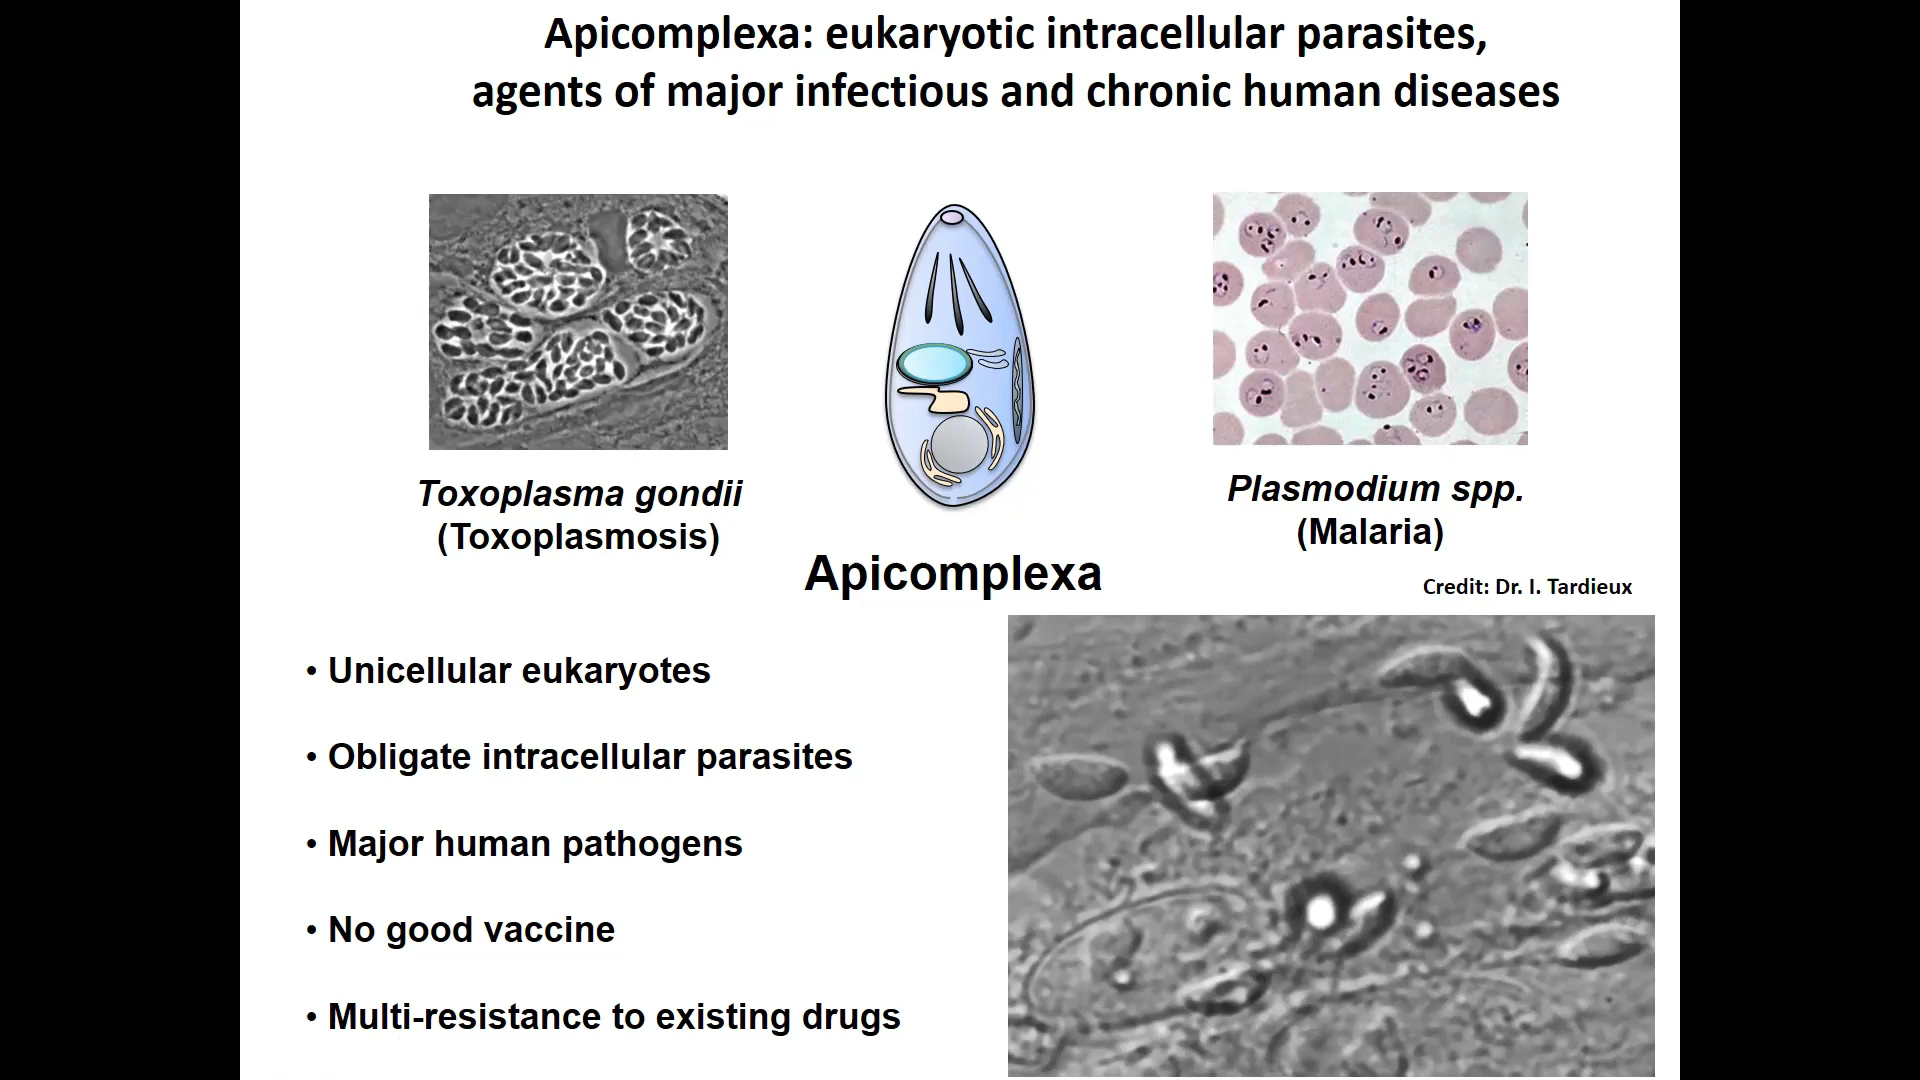 Apicomplexa: eukaryotic intracellular parasites,
agents of major infectious and chronic human diseases
Toxoplasma gondii
(Toxoplasmosis)
Plasmodium spp.
(Malaria)
Apicomplexa
Credit: Dr. I. Tardieux
• Unicellular eukaryotes
• Obligate intracellular parasites
• Major human pathogens
• No good vaccine
• Multi-resistance to existing drugs